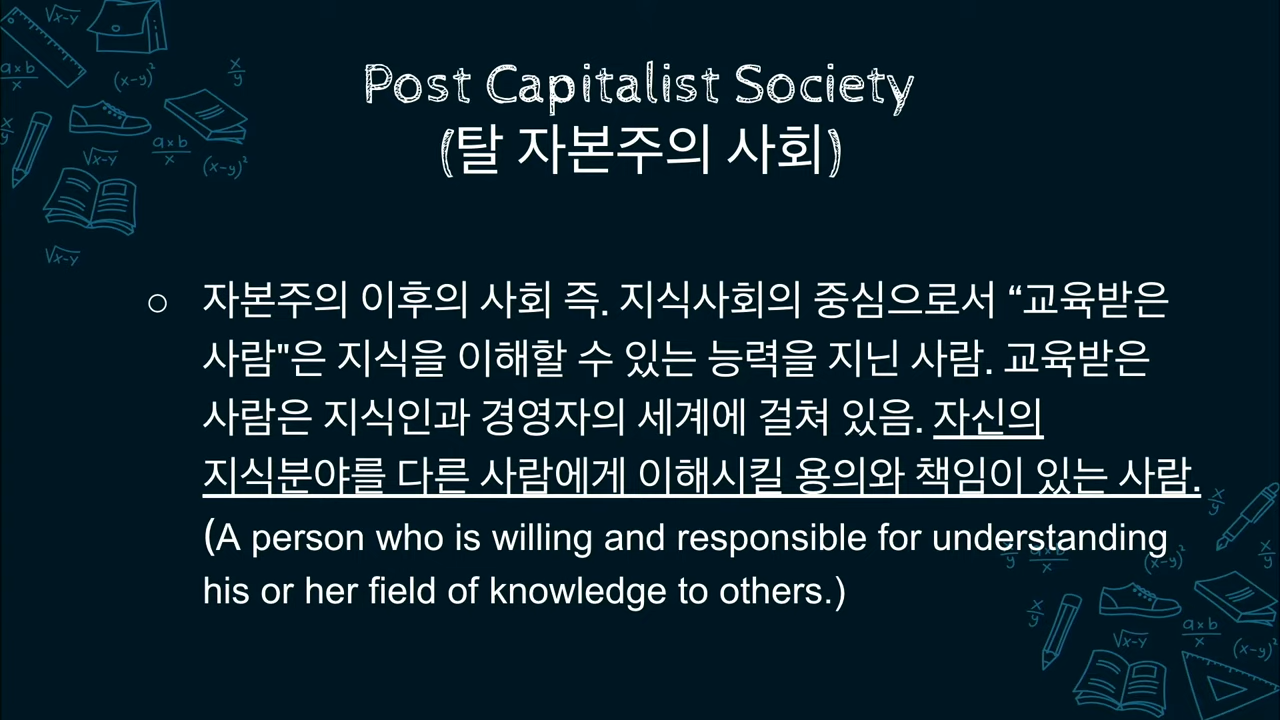 Post Capitalist Society
(탈 자본주의 사회)
○ 자본주의 이후의 사회 즉. 지식사회의 중심으로서 “교육받은
사람"은 지식을 이해할 수 있는 능력을 지닌 사람. 교육받은
사람은 지식인과 경영자의 세계에 걸쳐 있음. 자신의
지식분야를 다른 사람에게 이해시킬 용의와 책임이 있는 사람.
(A person who is willing and responsible for understanding
his or her field of knowledge to others.)